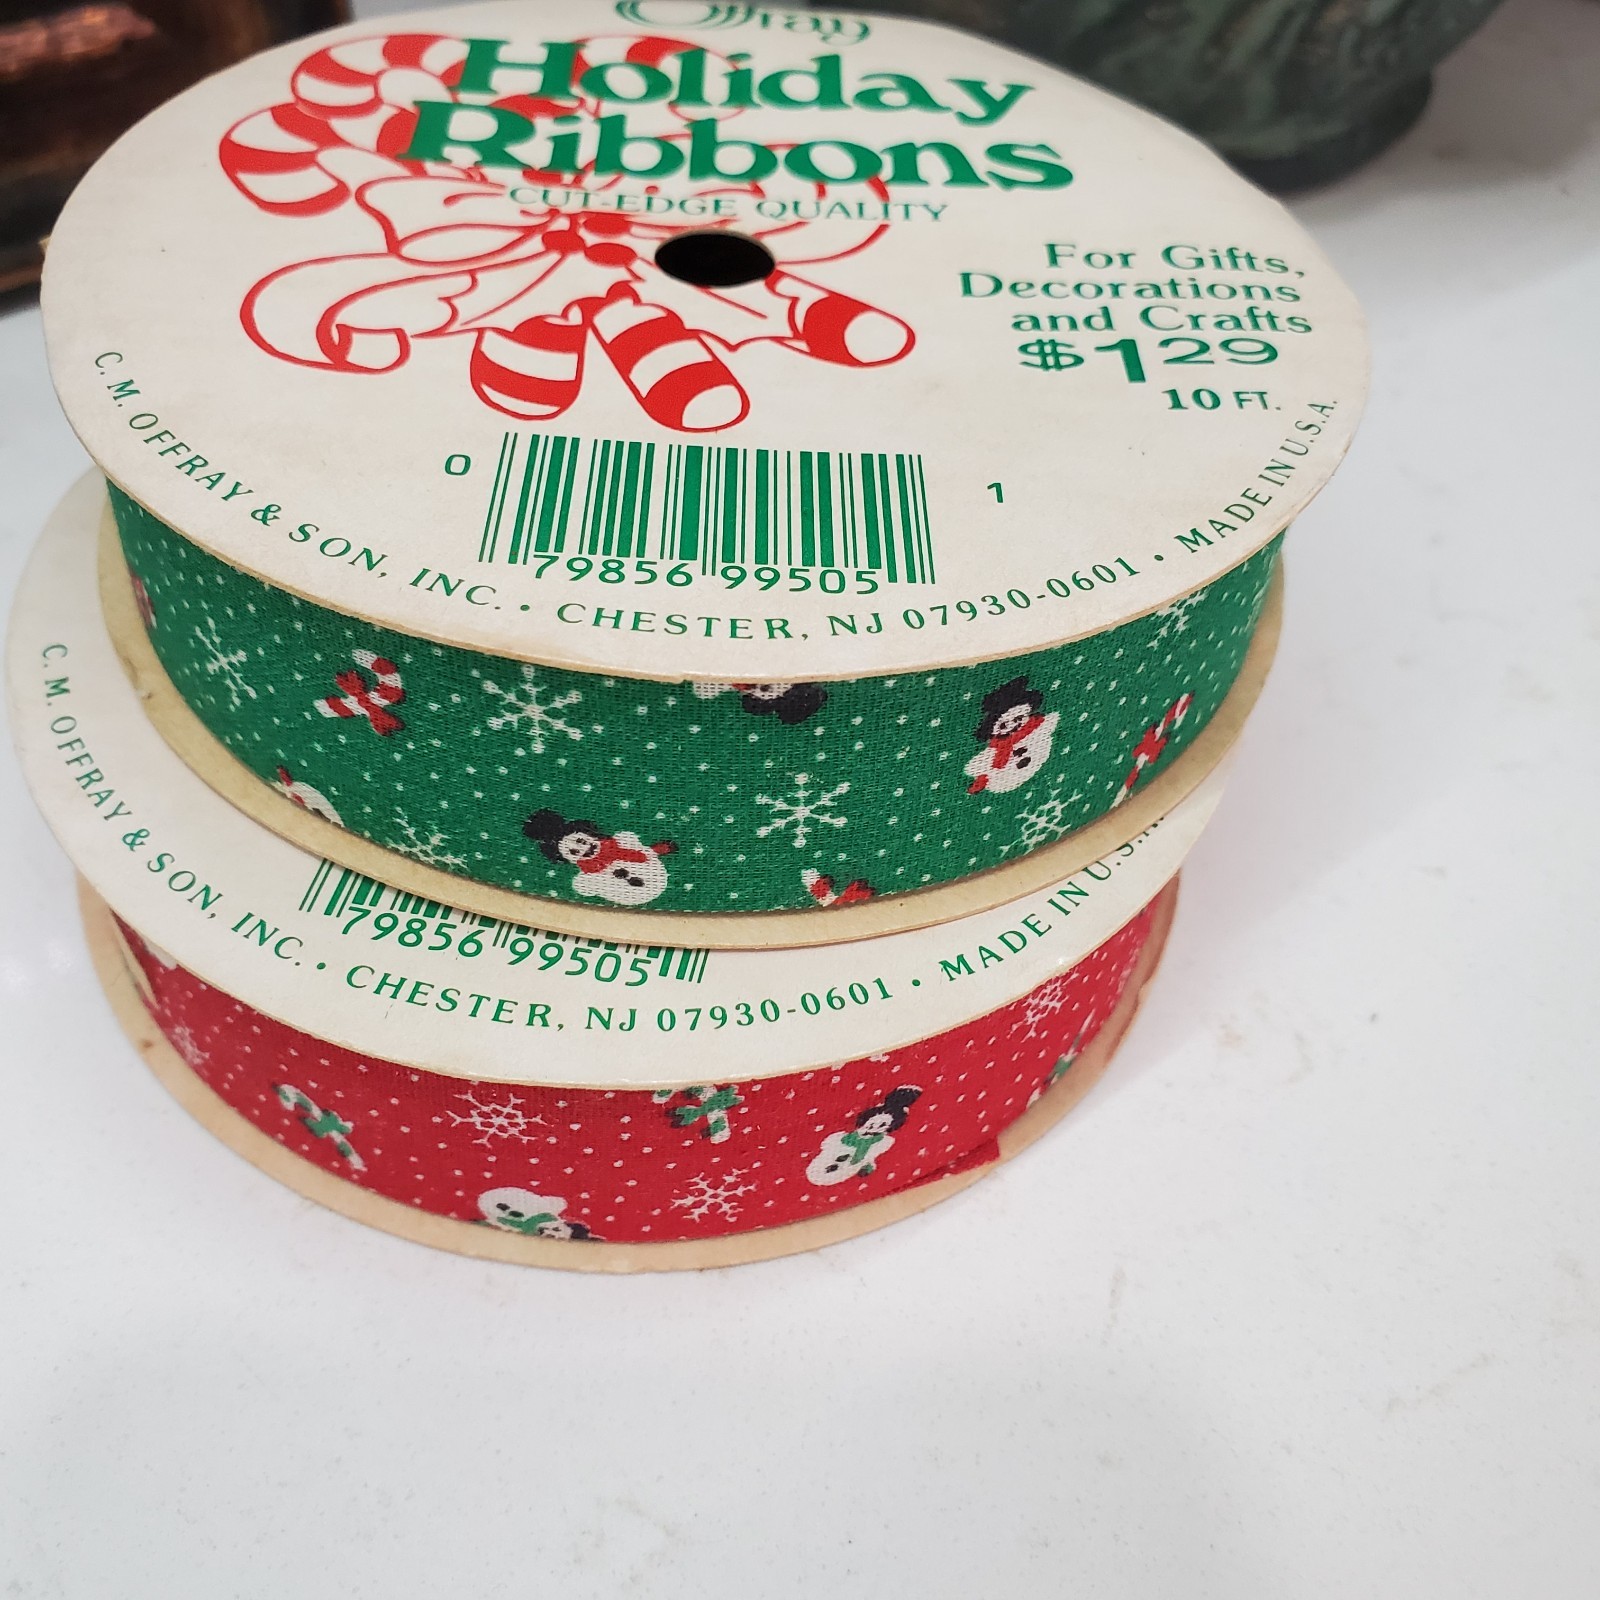 Offray
Holiday
Ribbons
CUT-EDGE QUALITY
For Gifts,
Decorations
and Crafts
$1 29
10 FT.
0 79856 99505 1
C. M. OFFRAY & SON, INC. • CHESTER, NJ 07930-0601 • MADE IN U.S.A.
79856 99505
C. M. OFFRAY & SON, INC. • CHESTER, NJ 07930-0601 • MADE IN U.S.A.